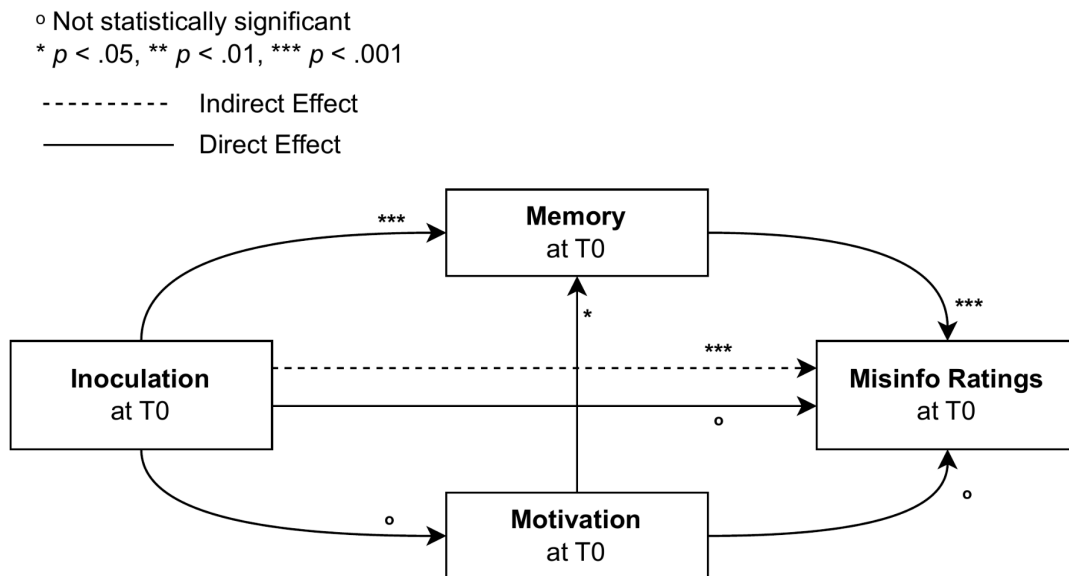 o Not statistically significant
* p < .05, ** p < .01, *** p < .001
Indirect Effect
Direct Effect
***
Memory
at T0
*
***
***
Inoculation
at T0
Misinfo Ratings
at T0
o
o
Motivation
at T0
o